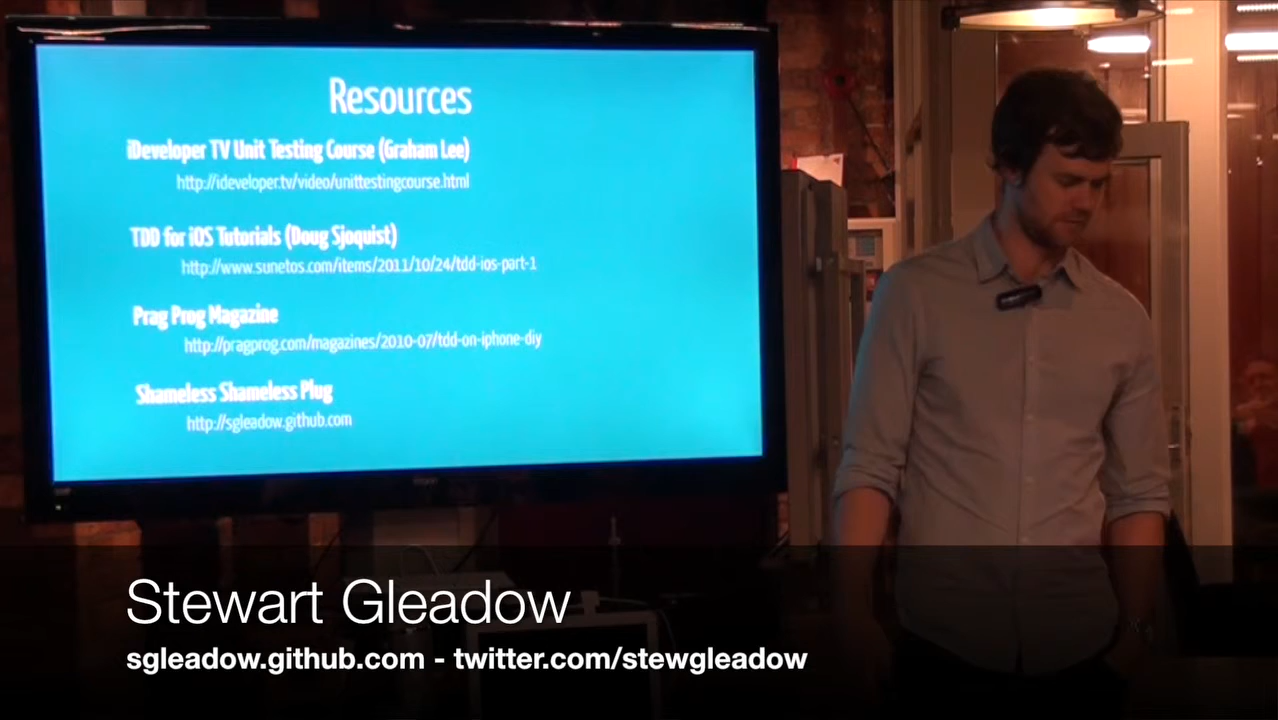 Resources
iDeveloper TV Unit Testing Course (Graham Lee)
http://ideveloper.tv/video/unittestingcourse.html
TDD for iOS Tutorials (Doug Sjoquist)
http://www.sunetos.com/items/2011/10/24/tdd-ios-part-1
Prag Prog Magazine
http://pragprog.com/magazines/2010-07/tdd-on-iphone-diy
Shameless Shameless Plug
http://sgleadow.github.com
Stewart Gleadow
sgleadow.github.com - twitter.com/stewgleadow